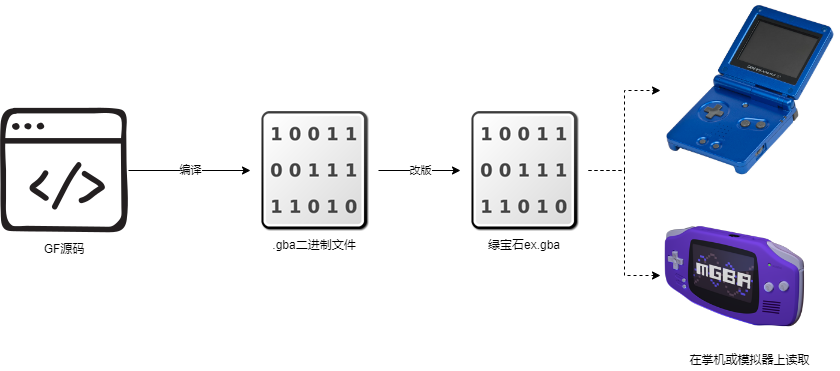 </>
GF源码
编译
10011
00111
11010
.gba二进制文件
改版
10011
00111
11010
绿宝石ex.gba
mGBA
在掌机或模拟器上读取